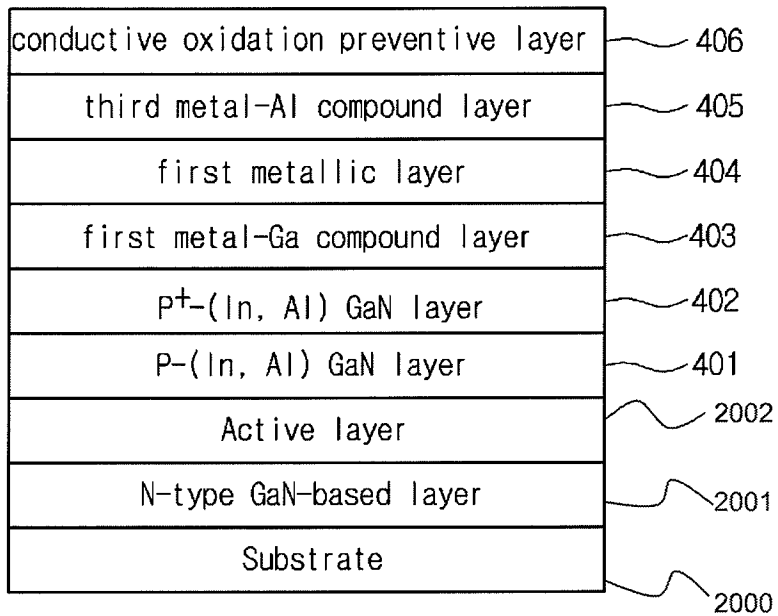 conductive oxidation preventive layer 406
third metal-Al compound layer 405
first metallic layer 404
first metal-Ga compound layer 403
P+-(In, Al) GaN layer 402
P-(In, Al) GaN layer 401
Active layer 2002
N-type GaN-based layer 2001
Substrate 2000